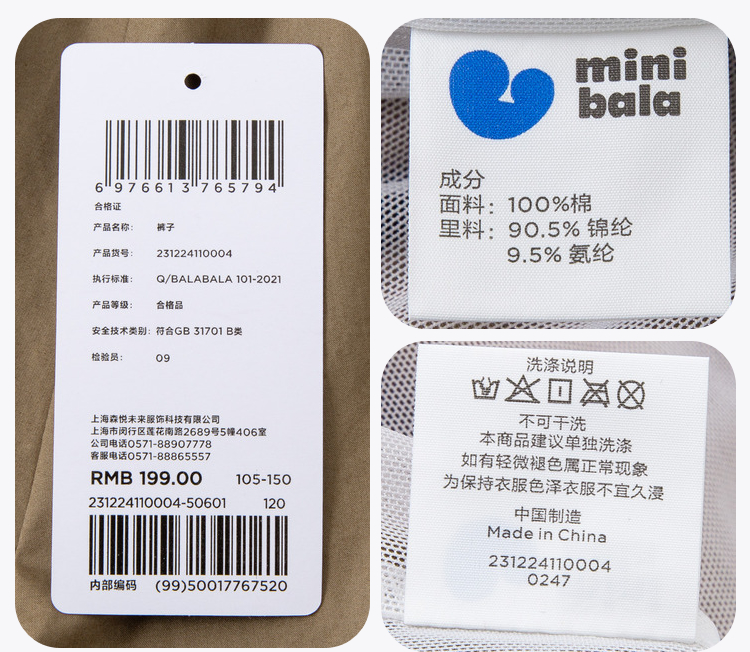 6 976613 765794
合格证
产品名称: 裤子
产品货号: 231224110004
执行标准: Q/BALABALA 101-2021
产品等级: 合格品
安全技术类别: 符合GB 31701 B类
检验员: 09
上海森悦未来服饰科技有限公司
上海市闵行区莲花南路2689号5幢406室
公司电话0571-88907778
客服电话0571-88865557
RMB 199.00 105-150
231224110004-50601 120
内部编码 (99)50017767520
mini
bala
成分
面料: 100%棉
里料: 90.5% 锦纶
9.5% 氨纶
洗涤说明
不可干洗
本商品建议单独洗涤
如有轻微褪色属正常现象
为保持衣服色泽衣服不宜久浸
中国制造
Made in China
231224110004
0247